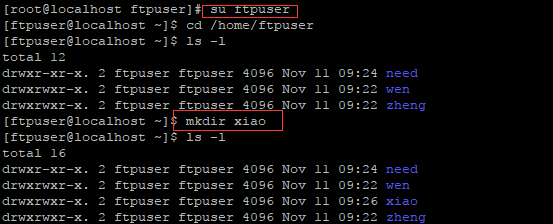 [root@localhost ftpuser]# su ftpuser
[ftpuser@localhost ~]$ cd /home/ftpuser
[ftpuser@localhost ~]$ ls -l
total 12
drwxr-xr-x. 2 ftpuser ftpuser 4096 Nov 11 09:24 need
drwxrwxr-x. 2 ftpuser ftpuser 4096 Nov 11 09:22 wen
drwxrwxr-x. 2 ftpuser ftpuser 4096 Nov 11 09:22 zheng
[ftpuser@localhost ~]$ mkdir xiao
[ftpuser@localhost ~]$ ls -l
total 16
drwxr-xr-x. 2 ftpuser ftpuser 4096 Nov 11 09:24 need
drwxrwxr-x. 2 ftpuser ftpuser 4096 Nov 11 09:22 wen
drwxrwxr-x. 2 ftpuser ftpuser 4096 Nov 11 09:26 xiao
drwxrwxr-x. 2 ftpuser ftpuser 4096 Nov 11 09:22 zheng